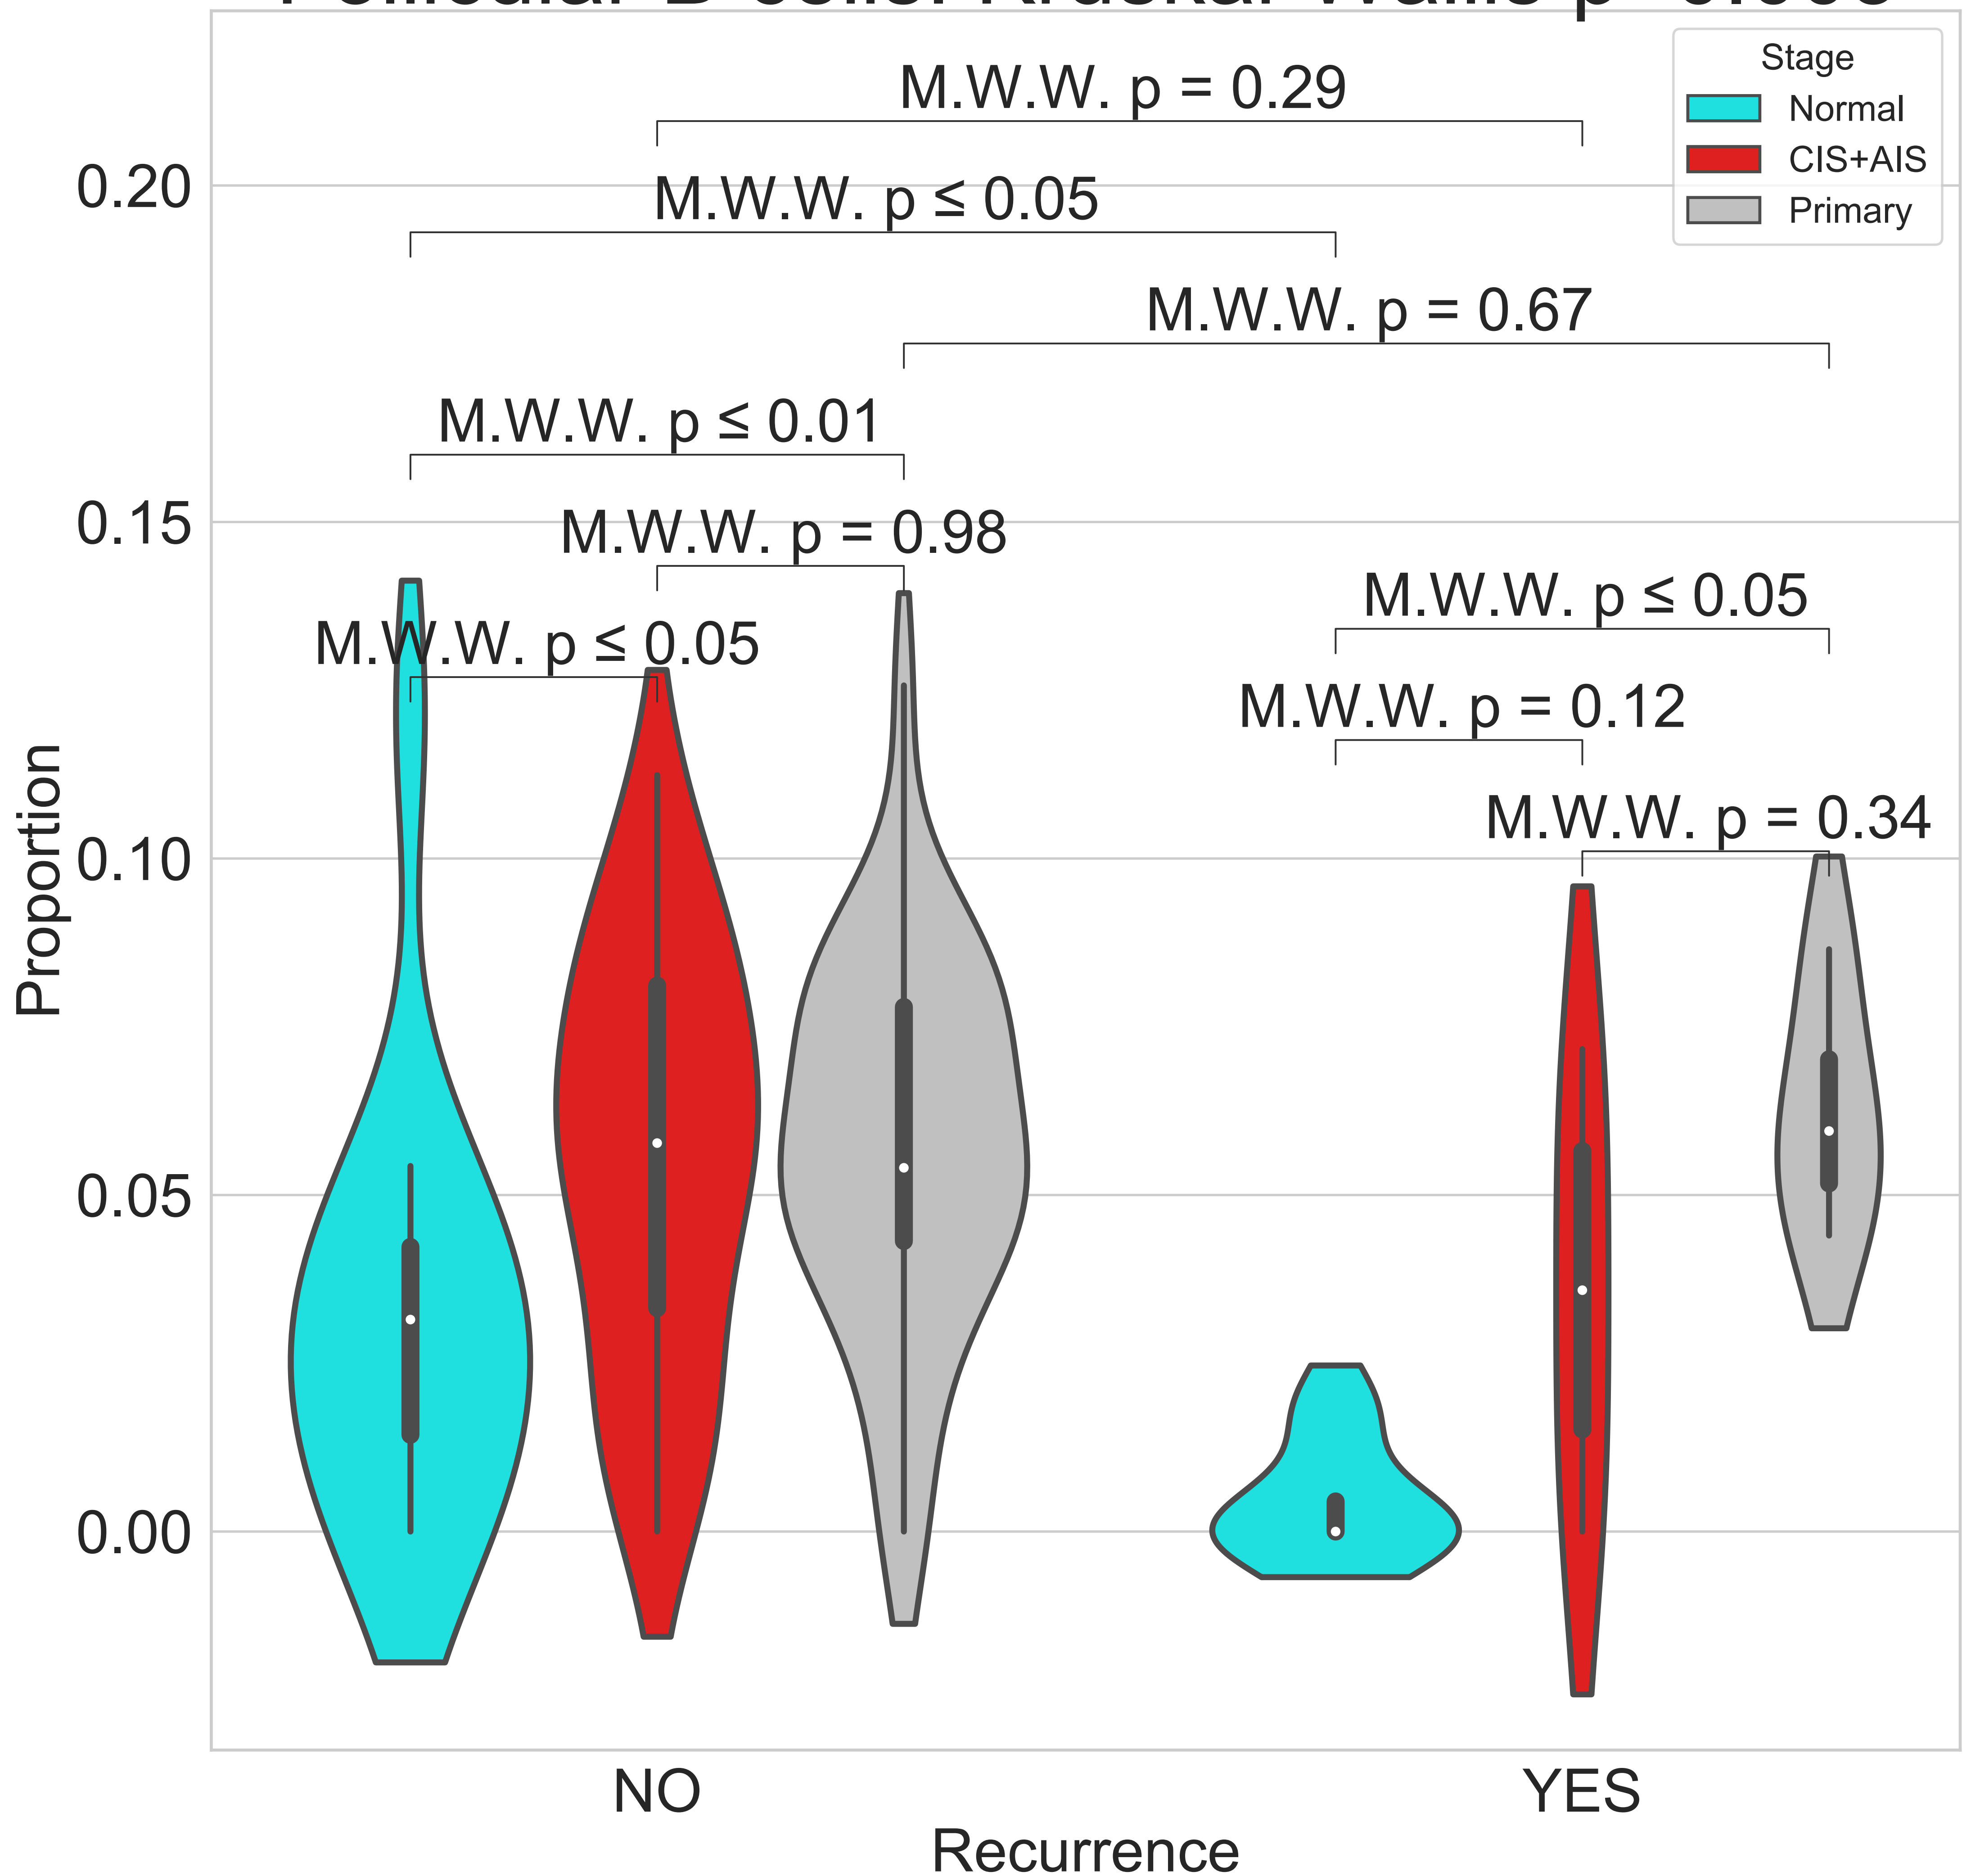 Stage
Normal
CIS+AIS
Primary
M.W.W. p = 0.29
M.W.W. p ≤ 0.05
M.W.W. p = 0.67
M.W.W. p ≤ 0.01
M.W.W. p = 0.98
M.W.W. p ≤ 0.05
M.W.W. p ≤ 0.05
M.W.W. p = 0.12
M.W.W. p = 0.34
0.20
0.15
0.10
0.05
0.00
Proportion
NO
YES
Recurrence